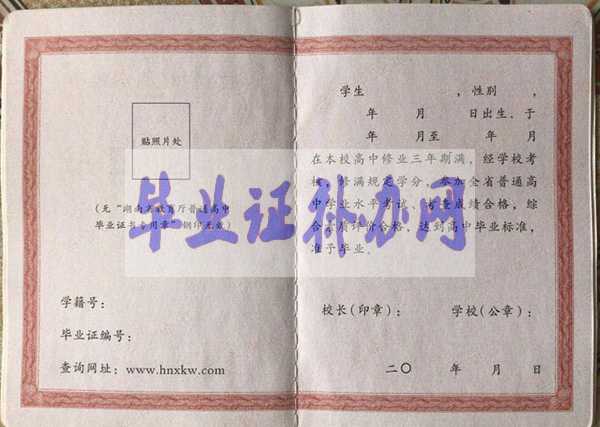 贴照片处
(无“湖南省教育厅普通高中
毕业证书专用章”钢印无效)
学籍号：
毕业证编号：
查询网址：www.hnxkw.com
学生　　　　　，性别　，
年　　月　　日出生，于
年　　月至　　年　　月
在本校高中修业三年期满，经学校考
核，修满规定学分，参加全省普通高
中学业水平考试、考查成绩合格，综
合素质评价合格，达到高中毕业标准，
准予毕业。
校长(印章)：　　学校(公章)：
二〇　　年　　月　　日
毕业证补办网